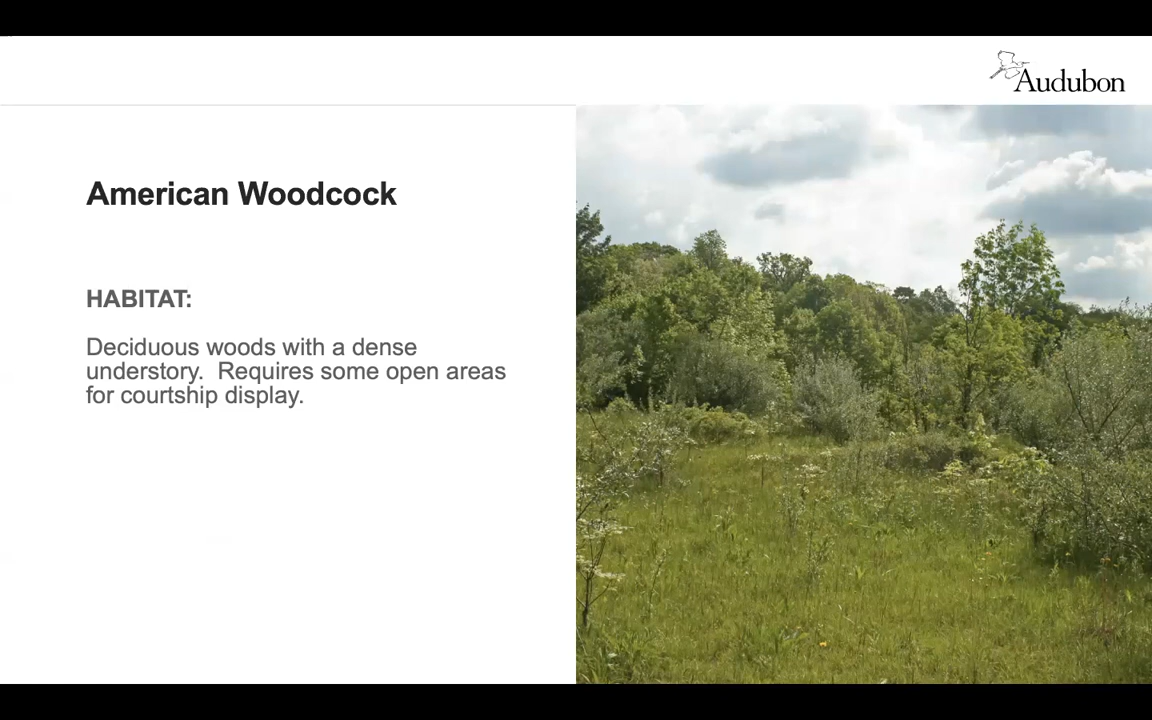 Audubon
American Woodcock
HABITAT:
Deciduous woods with a dense
understory.  Requires some open areas
for courtship display.